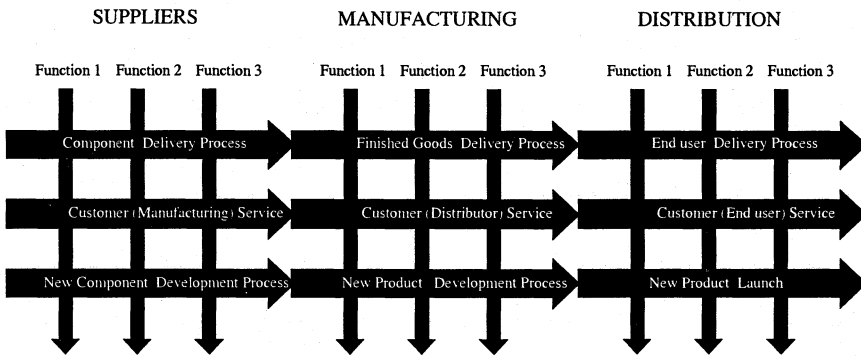 SUPPLIERS MANUFACTURING DISTRIBUTION
Function 1 Function 2 Function 3 Function 1 Function 2 Function 3 Function 1 Function 2 Function 3
Component Delivery Process Finished Goods Delivery Process End user Delivery Process
Customer (Manufacturing) Service Customer (Distributor) Service Customer (End user) Service
New Component Development Process New Product Development Process New Product Launch